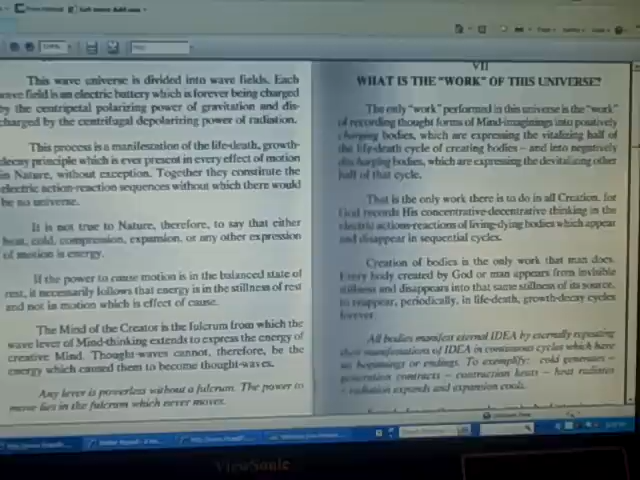 This wave universe is divided into wave fields. Each
wave field is an electric battery which is forever being charged
by the centripetal polarizing power of gravitation and dis-
charged by the centrifugal depolarizing power of radiation.
This process is a manifestation of the life-death, growth-
decay principle which is ever present in every effect of motion
in Nature, without exception. Together they constitute the
electric action-reaction sequences without which there would
be no universe.
It is not true to Nature, therefore, to say that either
heat, cold, compression, expansion, or any other expression
of motion is energy.
If the power to cause motion is in the balanced state of
rest, it necessarily follows that energy is in the stillness of rest
and not in motion which is effect of cause.
The Mind of the Creator is the fulcrum from which the
wave lever of Mind-thinking extends to express the energy of
creative Mind. Thought-waves cannot, therefore, be the
energy which caused them to become thought-waves.
Any lever is powerless without a fulcrum. The power to
move lies in the fulcrum which never moves.
VII
WHAT IS THE "WORK" OF THIS UNIVERSE?
The only "work" performed in this universe is the "work"
of recording thought forms of Mind-imaginings into positively
charging bodies, which are expressing the vitalizing half of
the life-death cycle of creating bodies – and into negatively
discharging bodies, which are expressing the devitalizing other
half of that cycle.
That is the only work there is to do in all Creation, for
God records His concentrative-decentrative thinking in the
electric actions-reactions of living-dying bodies which appear
and disappear in sequential cycles.
Creation of bodies is the only work that man does.
Every body created by God or man appears from invisible
stillness and disappears into that same stillness of its source,
to reappear, periodically, in life-death, growth-decay cycles
forever.
All bodies manifest eternal IDEA by eternally repeating
their manifestations of IDEA in continuous cycles which have
no beginnings or endings. To exemplify: cold generates –
generation contracts – contraction heats – heat radiates
– radiation expands and expansion cools.
ViewSonic